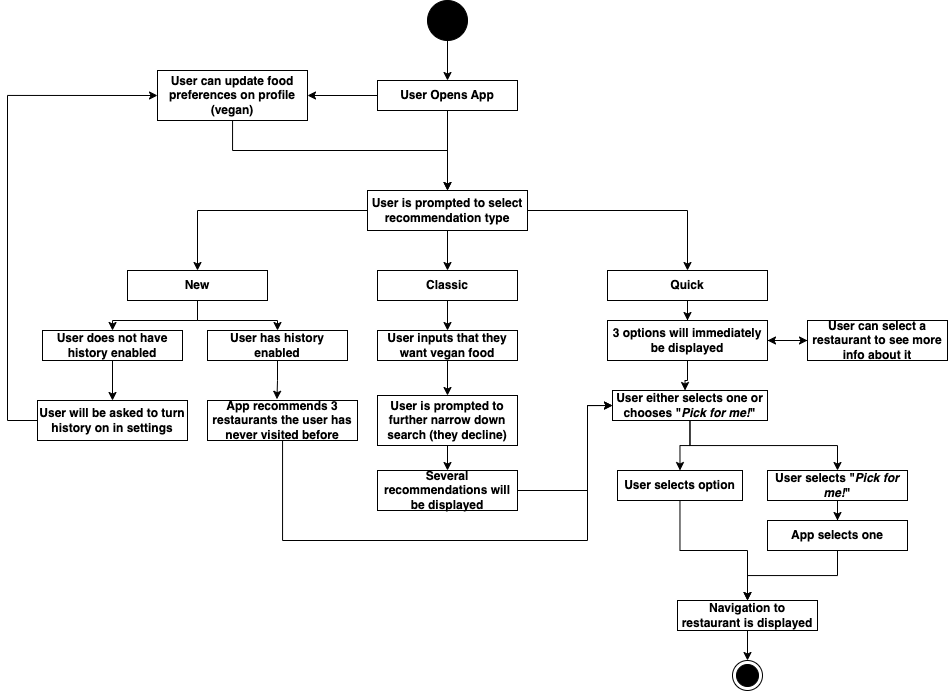 User can update food
preferences on profile
(vegan)
User Opens App
User is prompted to select
recommendation type
New
Classic
Quick
User does not have
history enabled
User has history
enabled
User inputs that they
want vegan food
3 options will immediately
be displayed
User can select a
restaurant to see more
info about it
User will be asked to turn
history on in settings
App recommends 3
restaurants the user has
never visited before
User is prompted to
further narrow down
search (they decline)
User either selects one or
chooses "Pick for me!"
Several
recommendations will
be displayed
User selects option
User selects "Pick for
me!"
App selects one
Navigation to
restaurant is displayed